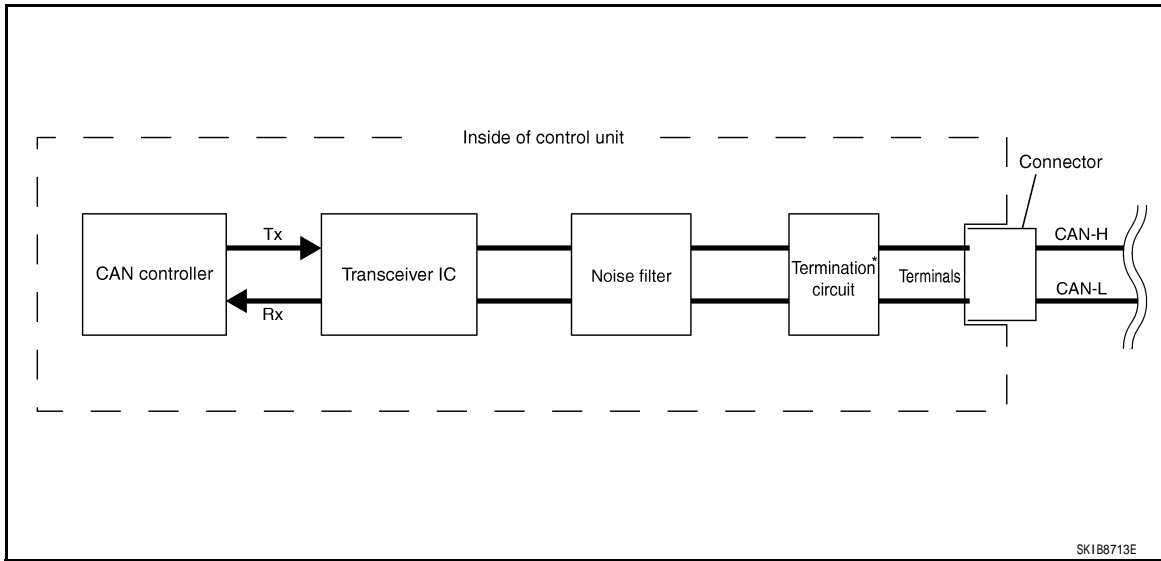 Inside of control unit
Connector
CAN controller
Tx
Rx
Transceiver IC
Noise filter
Termination*
circuit
Terminals
CAN-H
CAN-L
SKIB8713E